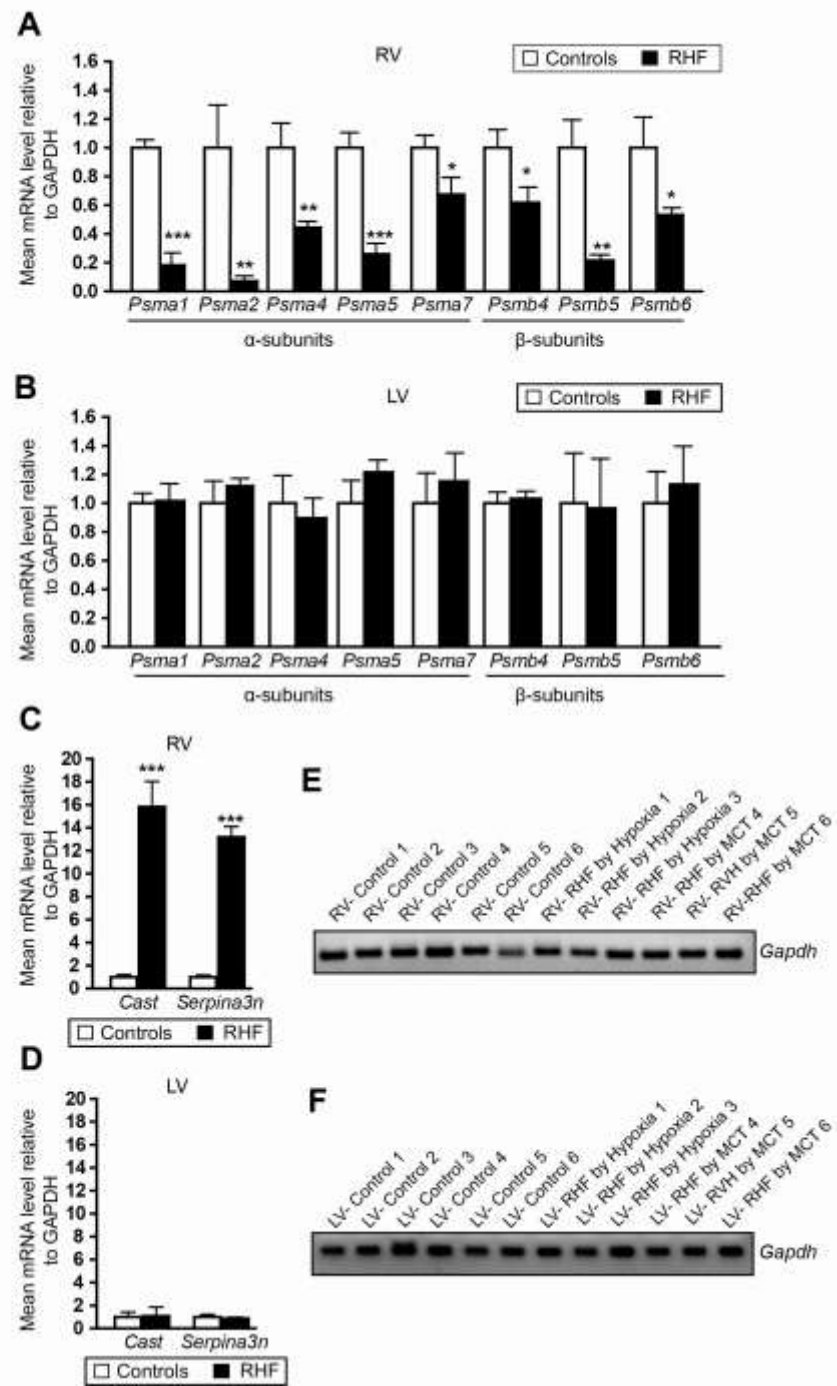 A
RV
Controls RHF
Mean mRNA level relative
to GAPDH
1.6
1.4
1.2
1.0
0.8
0.6
0.4
0.2
0.0
*** ** ** *** * * ** *
Psma1 Psma2 Psma4 Psma5 Psma7 Psmb4 Psmb5 Psmb6
α-subunits β-subunits
B
LV
Controls RHF
Mean mRNA level relative
to GAPDH
1.6
1.4
1.2
1.0
0.8
0.6
0.4
0.2
0.0
Psma1 Psma2 Psma4 Psma5 Psma7 Psmb4 Psmb5 Psmb6
α-subunits β-subunits
C
RV
Mean mRNA level relative
to GAPDH
20
18
16
14
12
10
8
6
4
2
0
*** ***
Cast Serpina3n
Controls RHF
D
LV
Mean mRNA level relative
to GAPDH
20
18
16
14
12
10
8
6
4
2
0
Cast Serpina3n
Controls RHF
E
RV- Control 1
RV- Control 2
RV- Control 3
RV- Control 4
RV- Control 5
RV- Control 6
RV- RHF by Hypoxia 1
RV- RHF by Hypoxia 2
RV- RHF by Hypoxia 3
RV- RHF by MCT 4
RV- RVH by MCT 5
RV-RHF by MCT 6
Gapdh
F
LV- Control 1
LV- Control 2
LV- Control 3
LV- Control 4
LV- Control 5
LV- Control 6
LV- RHF by Hypoxia 1
LV- RHF by Hypoxia 2
LV- RHF by Hypoxia 3
LV- RHF by MCT 4
LV- RVH by MCT 5
LV- RHF by MCT 6
Gapdh